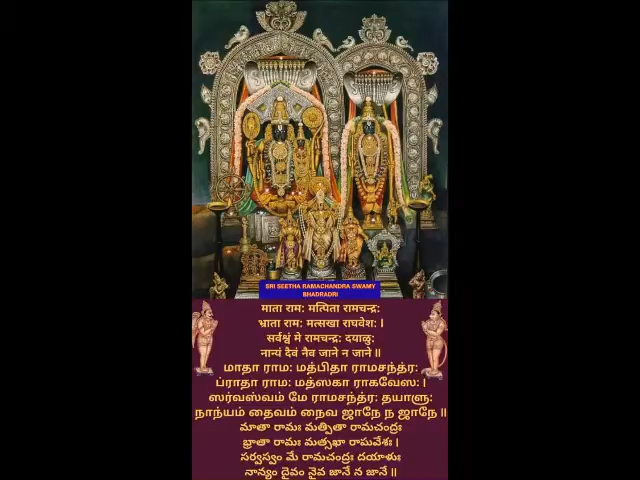 SRI SEETHA RAMACHANDRA SWAMY
BHADRADRI
माता राम: मत्पिता रामचन्द्र:
भ्राता राम: मत्सखा राघवेश: ।
सर्वश्वं मे रामचन्द्र: दयाळु:
नान्यं दैवं नैव जाने न जाने ॥
மாதா ராம: மத்பிதா ராமசந்த்ர:
ப்ராதா ராம: மத்ஸகா ராகவேஸ: |
ஸர்வஸ்வம் மே ராமசந்த்ர: தயாளு:
நாந்யம் தைவம் நைவ ஜாநே ந ஜாநே ||
మాతా రామః మత్పితా రామచంద్రః
భ్రాతా రామః మత్సఖా రాఘవేశః ।
సర్వస్వం మే రామచంద్రః దయాళుః
నాన్యం దైవం నైవ జానే న జానే ॥